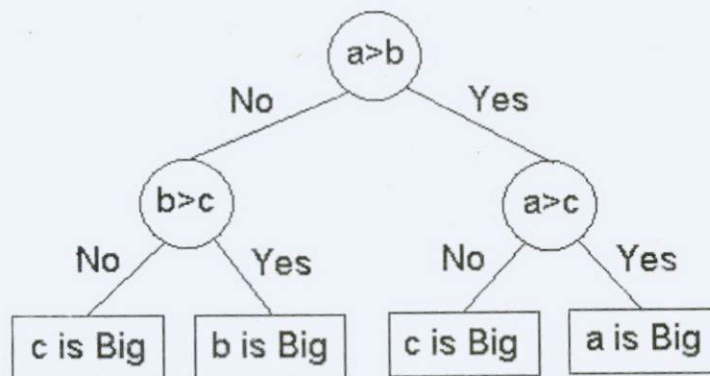 a>b
No
Yes
b>c
a>c
No
Yes
No
Yes
c is Big
b is Big
c is Big
a is Big